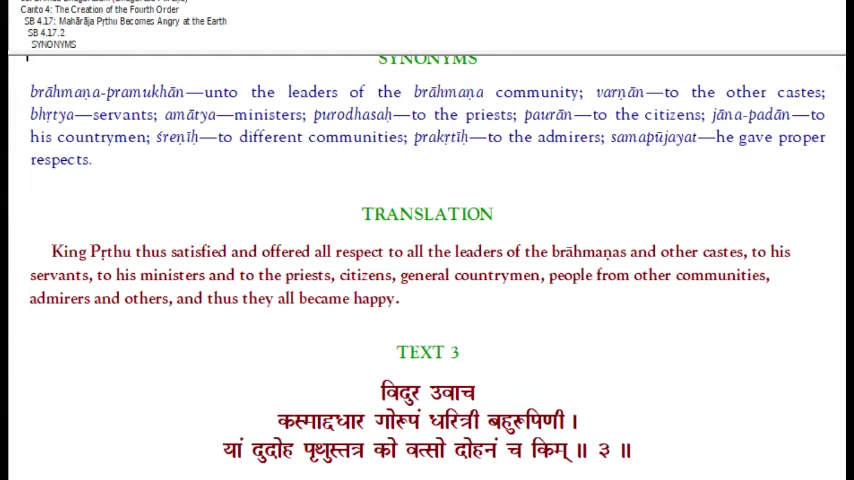 Canto 4: The Creation of the Fourth Order
SB 4.17: Mahārāja Pṛthu Becomes Angry at the Earth
SB 4.17.2
SYNONYMS
SYNONYMS
brāhmaṇa-pramukhān—unto the leaders of the brāhmaṇa community; varṇān—to the other castes;
bhṛtya—servants; amātya—ministers; purodhasaḥ—to the priests; paurān—to the citizens; jāna-padān—to
his countrymen; śreṇīḥ—to different communities; prakṛtīḥ—to the admirers; samapūjayat—he gave proper
respects.
TRANSLATION
King Pṛthu thus satisfied and offered all respect to all the leaders of the brāhmaṇas and other castes, to his
servants, to his ministers and to the priests, citizens, general countrymen, people from other communities,
admirers and others, and thus they all became happy.
TEXT 3
विदुर उवाच
कस्माद्दधार गोरूपं धरित्री बहुरूपिणी ।
यां दुदोह पृथुस्तत्र को वत्सो दोहनं च किम् ॥ ३ ॥